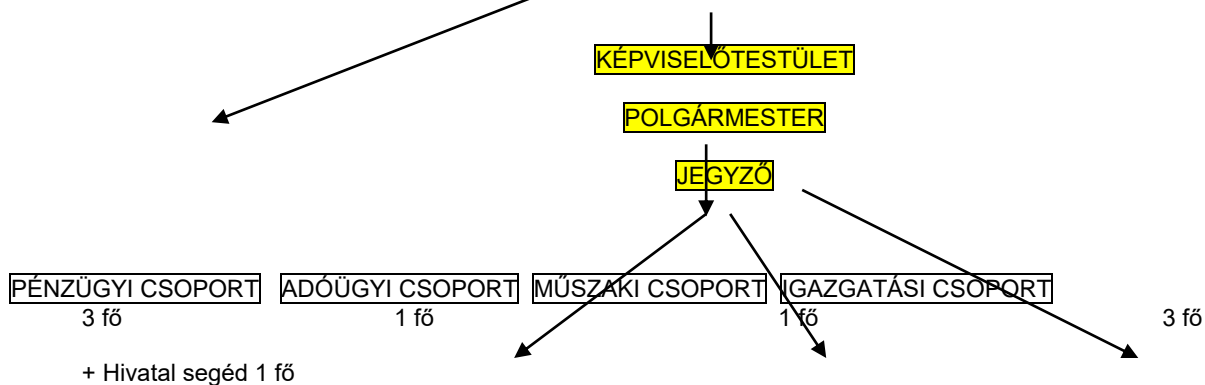 KÉPVISELŐTESTÜLET
POLGÁRMESTER
JEGYZŐ
PÉNZÜGYI CSOPORT ADÓÜGYI CSOPORT MŰSZAKI CSOPORT IGAZGATÁSI CSOPORT
3 fő 1 fő 1 fő 3 fő
+ Hivatal segéd 1 fő